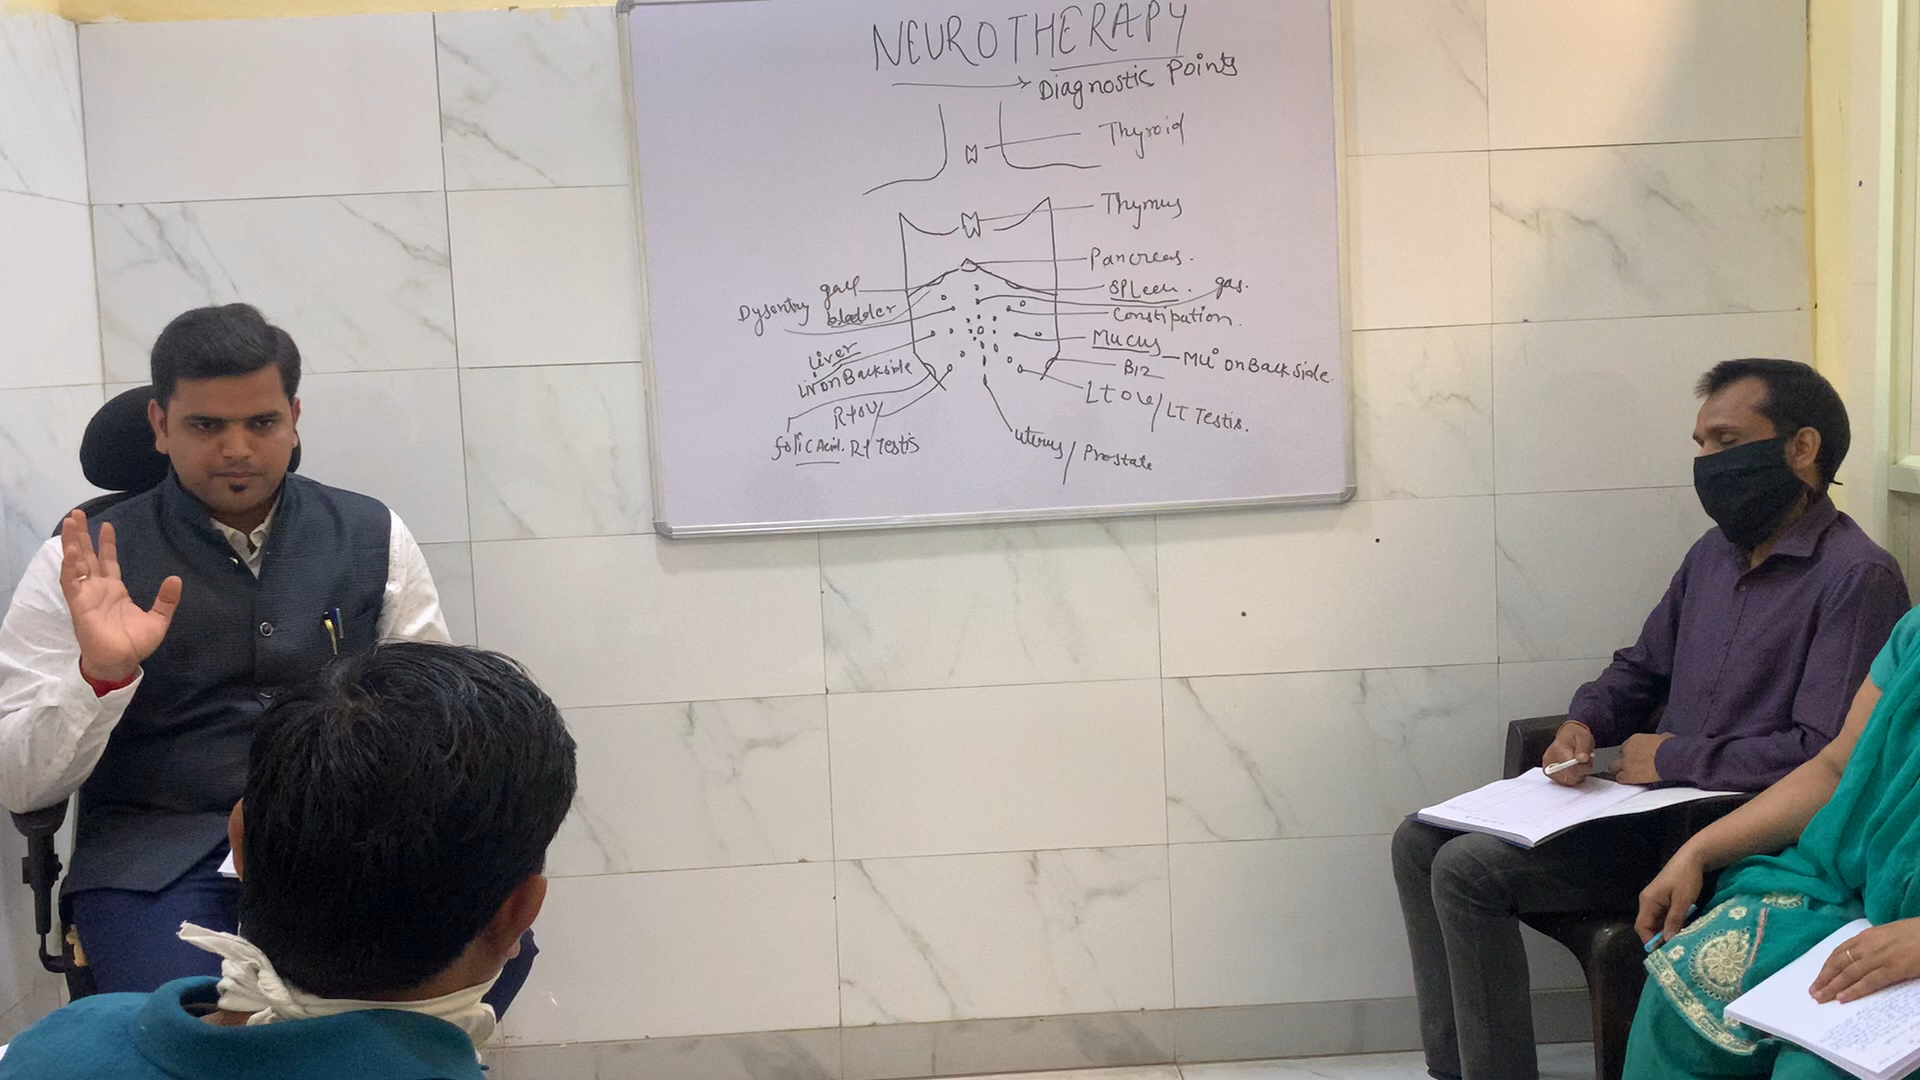 NEUROTHERAPY
Diagnostic Points
Thyroid
Thymus
Pancreas.
gall
bladder
Dysentry
SPLeen.
gas.
Constipation.
Liver
Mucus
Liv on Backside
Mu° on Back side.
B12
Rt ov/
Rt Testis
folic Acid.
Lt ov/
LT Testis.
uterus/
Prostate